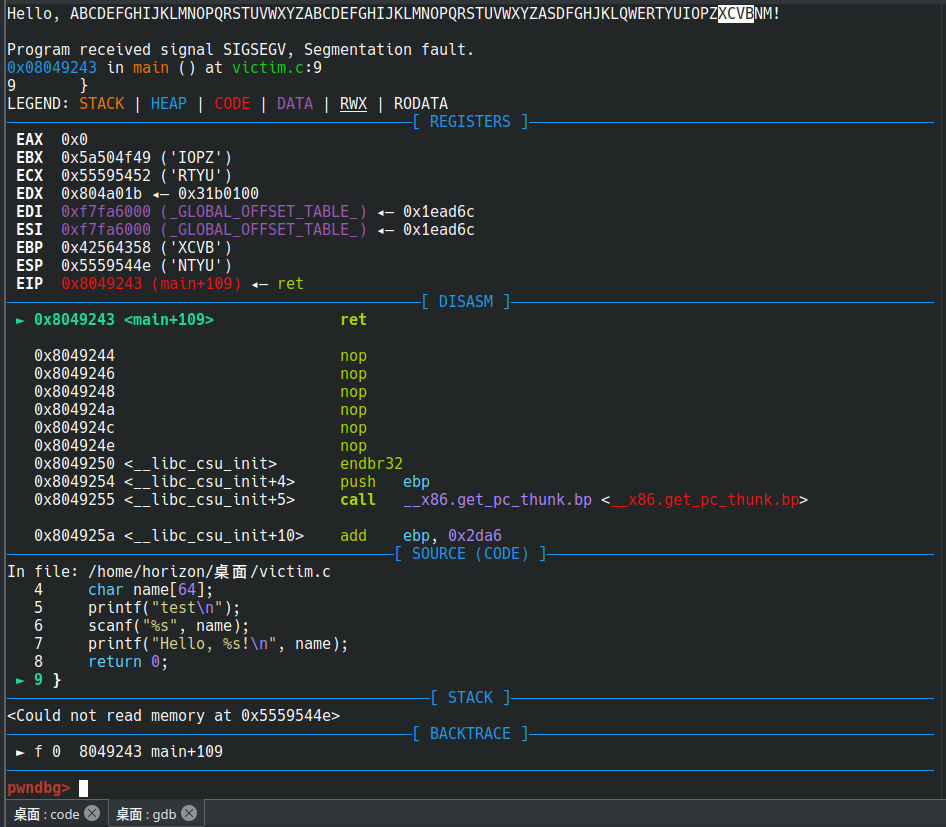 Hello, ABCDEFGHIJKLMNOPQRSTUVWXYZABCDEFGHIJKLMNOPQRSTUVWXYZASDFGHJKLQWERTYUIOPZXCVBNM!
Program received signal SIGSEGV, Segmentation fault.
0x08049243 in main () at victim.c:9
9       }
LEGEND: STACK | HEAP | CODE | DATA | RWX | RODATA
[ REGISTERS ]
EAX  0x0
EBX  0x5a504f49 ('IOPZ')
ECX  0x55595452 ('RTYU')
EDX  0x804a01b ◂— 0x31b0100
EDI  0xf7fa6000 (_GLOBAL_OFFSET_TABLE_) ◂— 0x1ead6c
ESI  0xf7fa6000 (_GLOBAL_OFFSET_TABLE_) ◂— 0x1ead6c
EBP  0x42564358 ('XCVB')
ESP  0x5559544e ('NTYU')
EIP  0x8049243 (main+109) ◂— ret
[ DISASM ]
► 0x8049243 <main+109>              ret
0x8049244                         nop
0x8049246                         nop
0x8049248                         nop
0x804924a                         nop
0x804924c                         nop
0x804924e                         nop
0x8049250 <__libc_csu_init>       endbr32
0x8049254 <__libc_csu_init+4>     push   ebp
0x8049255 <__libc_csu_init+5>     call   __x86.get_pc_thunk.bp <__x86.get_pc_thunk.bp>
0x804925a <__libc_csu_init+10>    add    ebp, 0x2da6
[ SOURCE (CODE) ]
In file: /home/horizon/桌面/victim.c
4     char name[64];
5     printf("test\n");
6     scanf("%s", name);
7     printf("Hello, %s!\n", name);
8     return 0;
► 9 }
[ STACK ]
<Could not read memory at 0x5559544e>
[ BACKTRACE ]
► f 0  8049243 main+109
pwndbg>
桌面 : code 桌面 : gdb